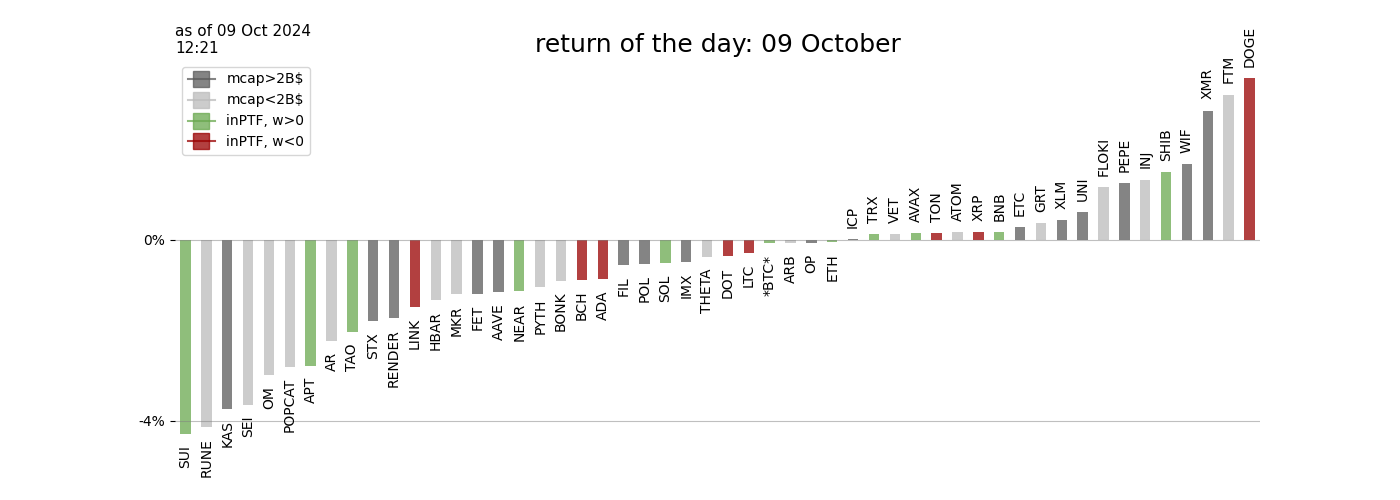 as of 09 Oct 2024
12:21
return of the day: 09 October
mcap>2B$
mcap<2B$
inPTF, w>0
inPTF, w<0
0%
-4%
SUI
RUNE
KAS
SEI
OM
POPCAT
APT
AR
TAO
STX
RENDER
LINK
HBAR
MKR
FET
AAVE
NEAR
PYTH
BONK
BCH
ADA
FIL
POL
SOL
IMX
THETA
DOT
LTC
*BTC*
ARB
OP
ETH
ICP
TRX
VET
AVAX
TON
ATOM
XRP
BNB
ETC
GRT
XLM
UNI
FLOKI
PEPE
INJ
SHIB
WIF
XMR
FTM
DOGE